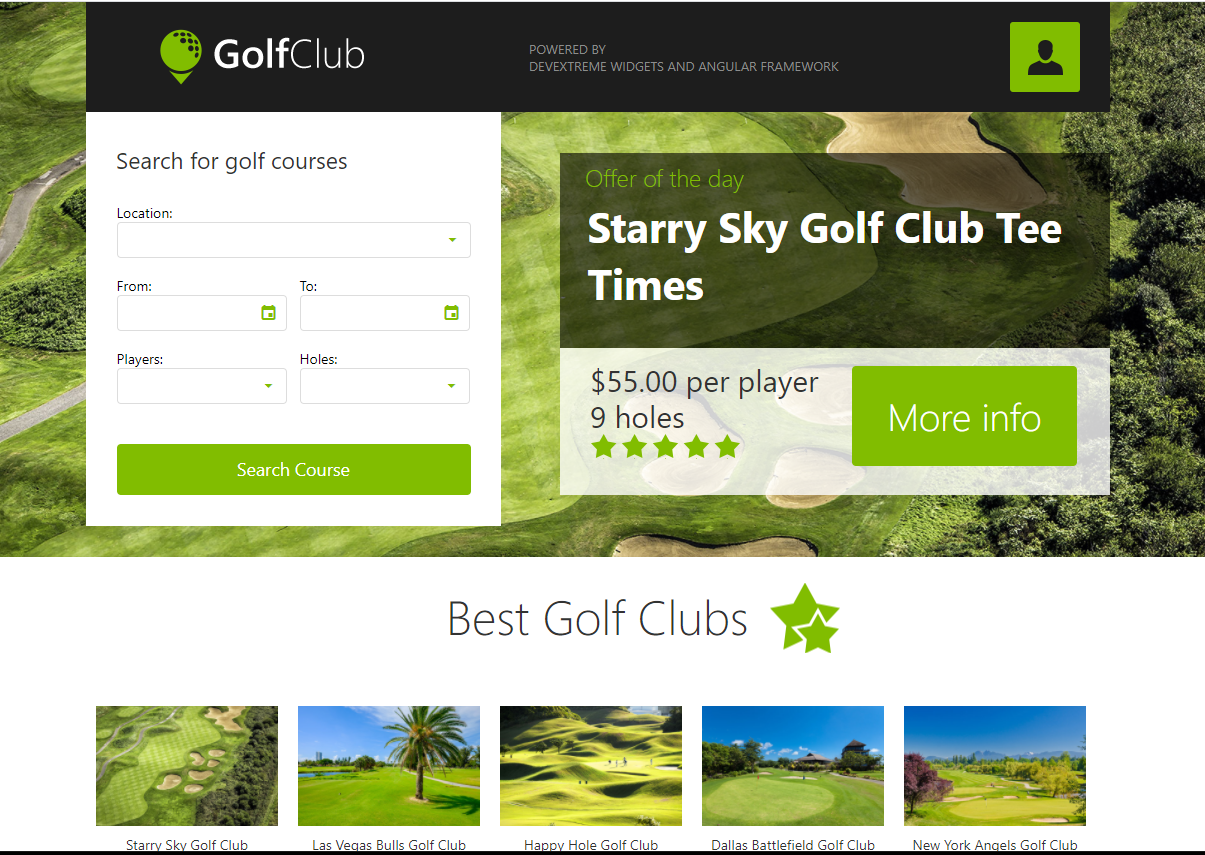 GolfClub
POWERED BY
DEVEXTREME WIDGETS AND ANGULAR FRAMEWORK
Search for golf courses
Location:
From:
To:
Players:
Holes:
Search Course
Offer of the day
Starry Sky Golf Club Tee
Times
$55.00 per player
9 holes
More info
Best Golf Clubs
Starry Sky Golf Club
Las Vegas Bulls Golf Club
Happy Hole Golf Club
Dallas Battlefield Golf Club
New York Angels Golf Club